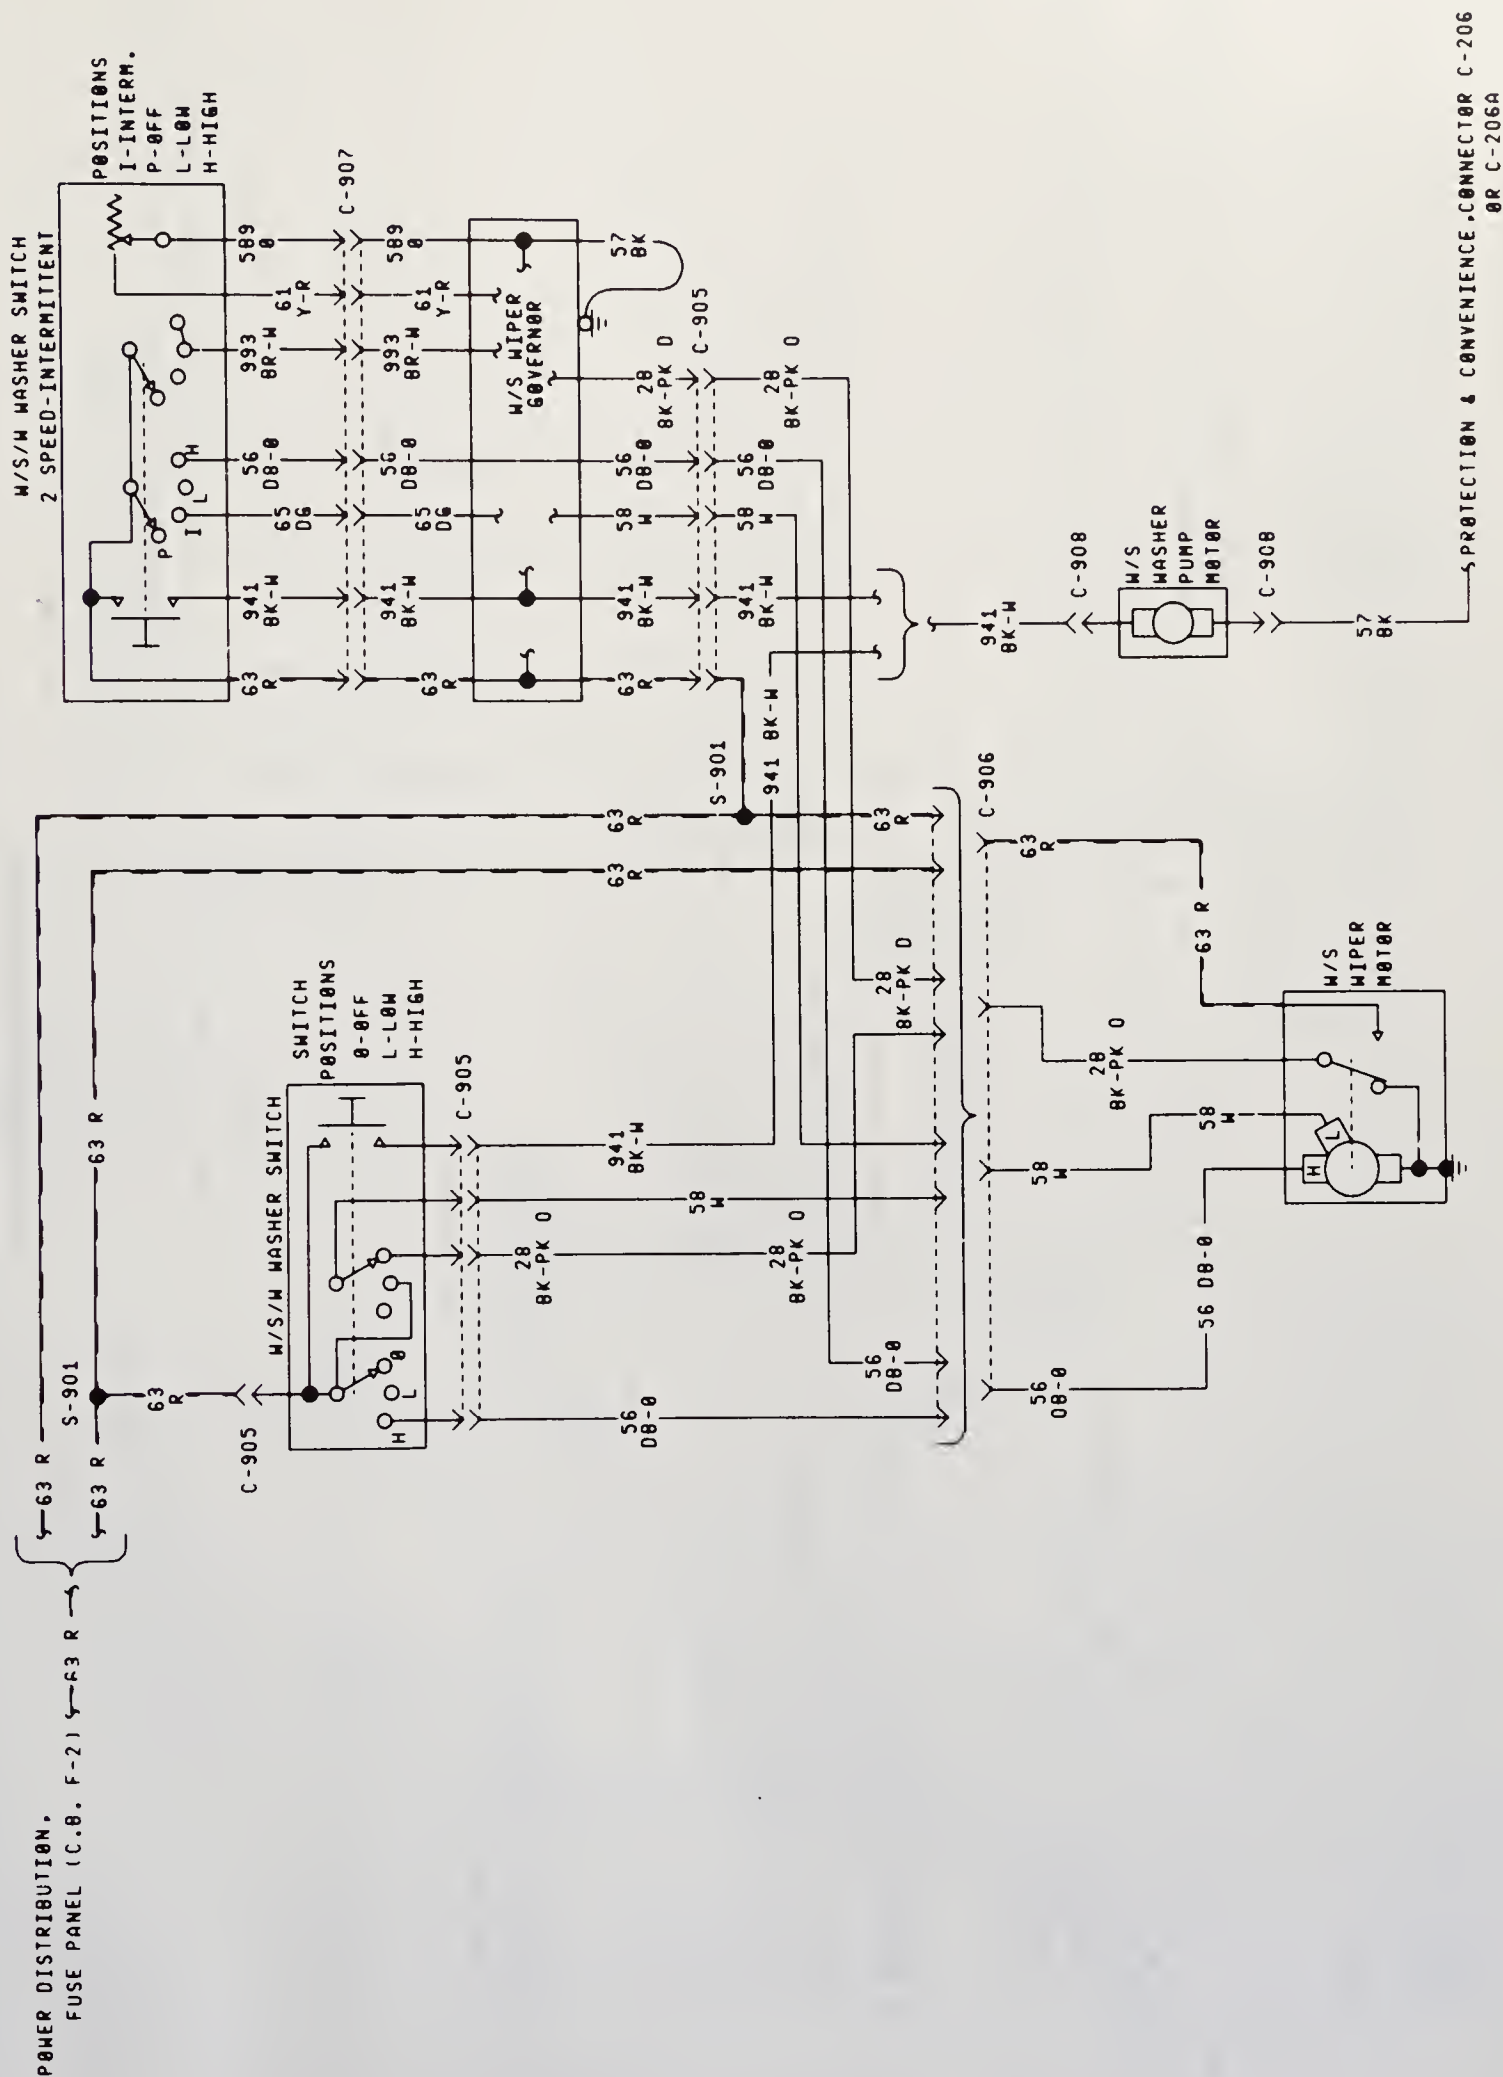 POWER DISTRIBUTION.
FUSE PANEL (C.B. F-2)
63 R
63 R
63 R
S-901
63 R
63
R
C-905
63 R
63
R
63
R
W/S/W WASHER SWITCH
SWITCH
POSITIONS
0-OFF
L-LOW
H-HIGH
H
L
0
C-905
56
DB-O
28
BK-PK D
28
BK-PK D
58
W
941
BK-W
941 BK-W
W/S/W WASHER SWITCH
2 SPEED-INTERMITTENT
POSITIONS
I-INTERM.
P-OFF
L-LOW
H-HIGH
P
I
L
H
63
R
941
BK-W
65
DG
56
DB-O
993
BR-W
61
Y-R
589
O
C-907
63
R
941
BK-W
65
DG
56
DB-O
993
BR-W
61
Y-R
589
O
W/S WIPER
GOVERNOR
57
BK
63
R
941
BK-W
58
W
56
DB-O
28
BK-PK D
C-905
941
BK-W
58
W
56
DB-O
28
BK-PK D
S-901
63
R
28
BK-PK D
56
DB-O
C-906
56
DB-O
58
W
28
BK-PK D
63
R
56 DB-O
58
W
63 R
W/S
WIPER
MOTOR
H
L
941
BK-W
C-908
W/S
WASHER
PUMP
MOTOR
C-908
57
BK
PROTECTION & CONVENIENCE, CONNECTOR C-206
OR C-206A